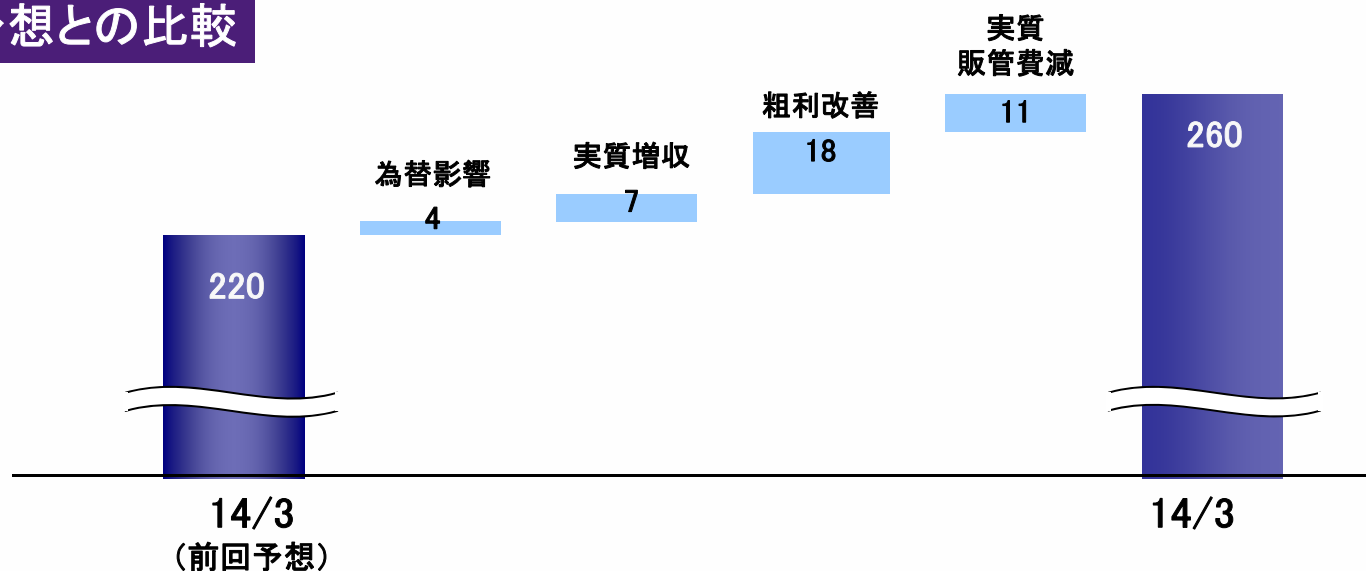 想との比較
実質
販管費減
11
粗利改善
18
260
実質増収
7
為替影響
4
220
14/3
(前回予想)
14/3